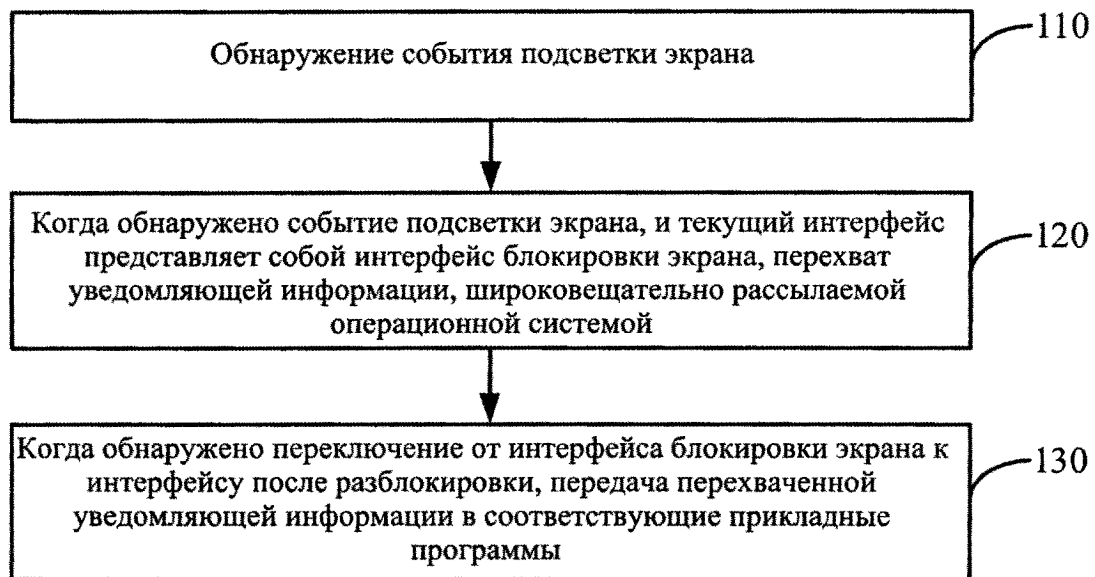 Обнаружение события подсветки экрана
110
Когда обнаружено событие подсветки экрана, и текущий интерфейс
представляет собой интерфейс блокировки экрана, перехват
уведомляющей информации, широковещательно рассылаемой
операционной системой
120
Когда обнаружено переключение от интерфейса блокировки экрана к
интерфейсу после разблокировки, передача перехваченной
уведомляющей информации в соответствующие прикладные
программы
130